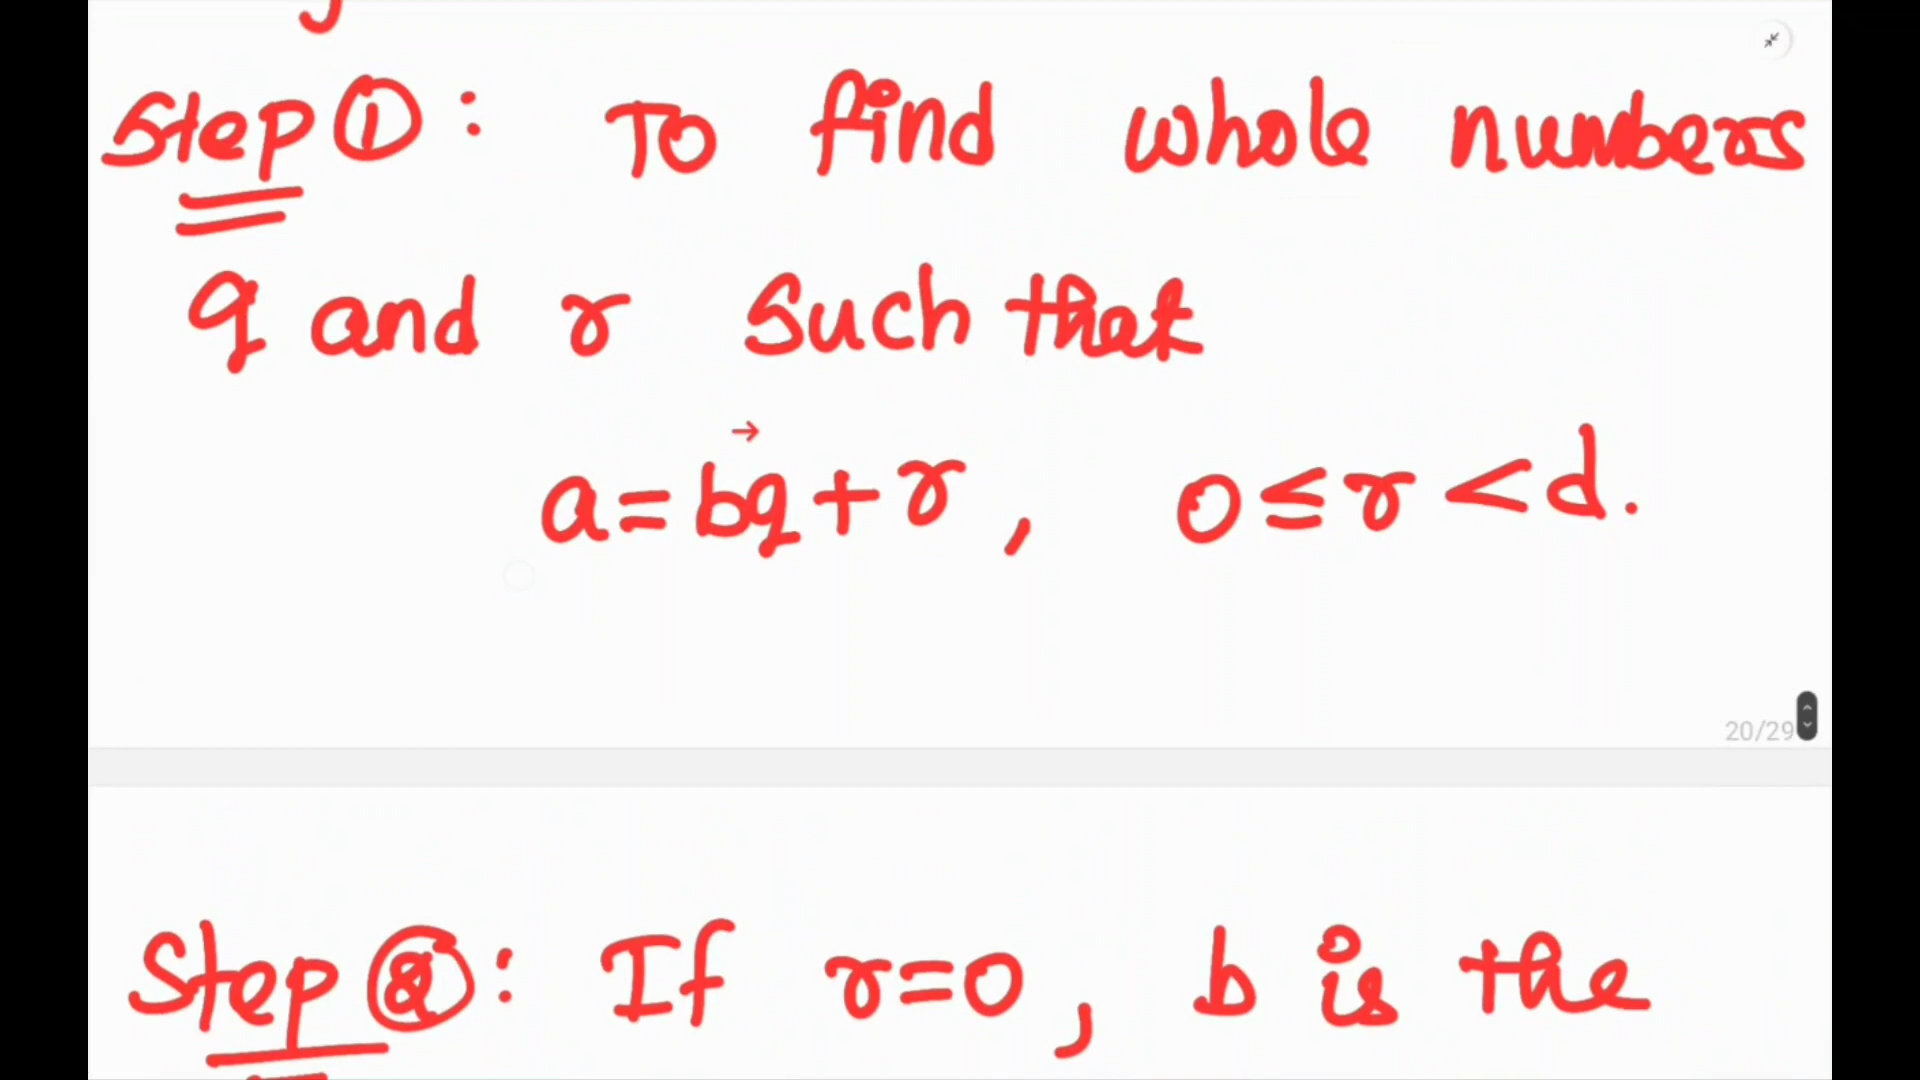 Step ①: To find whole numbers
q and r such that
a=bq+r, 0≤r<d.
20/29
Step ②: If r=0, b is the